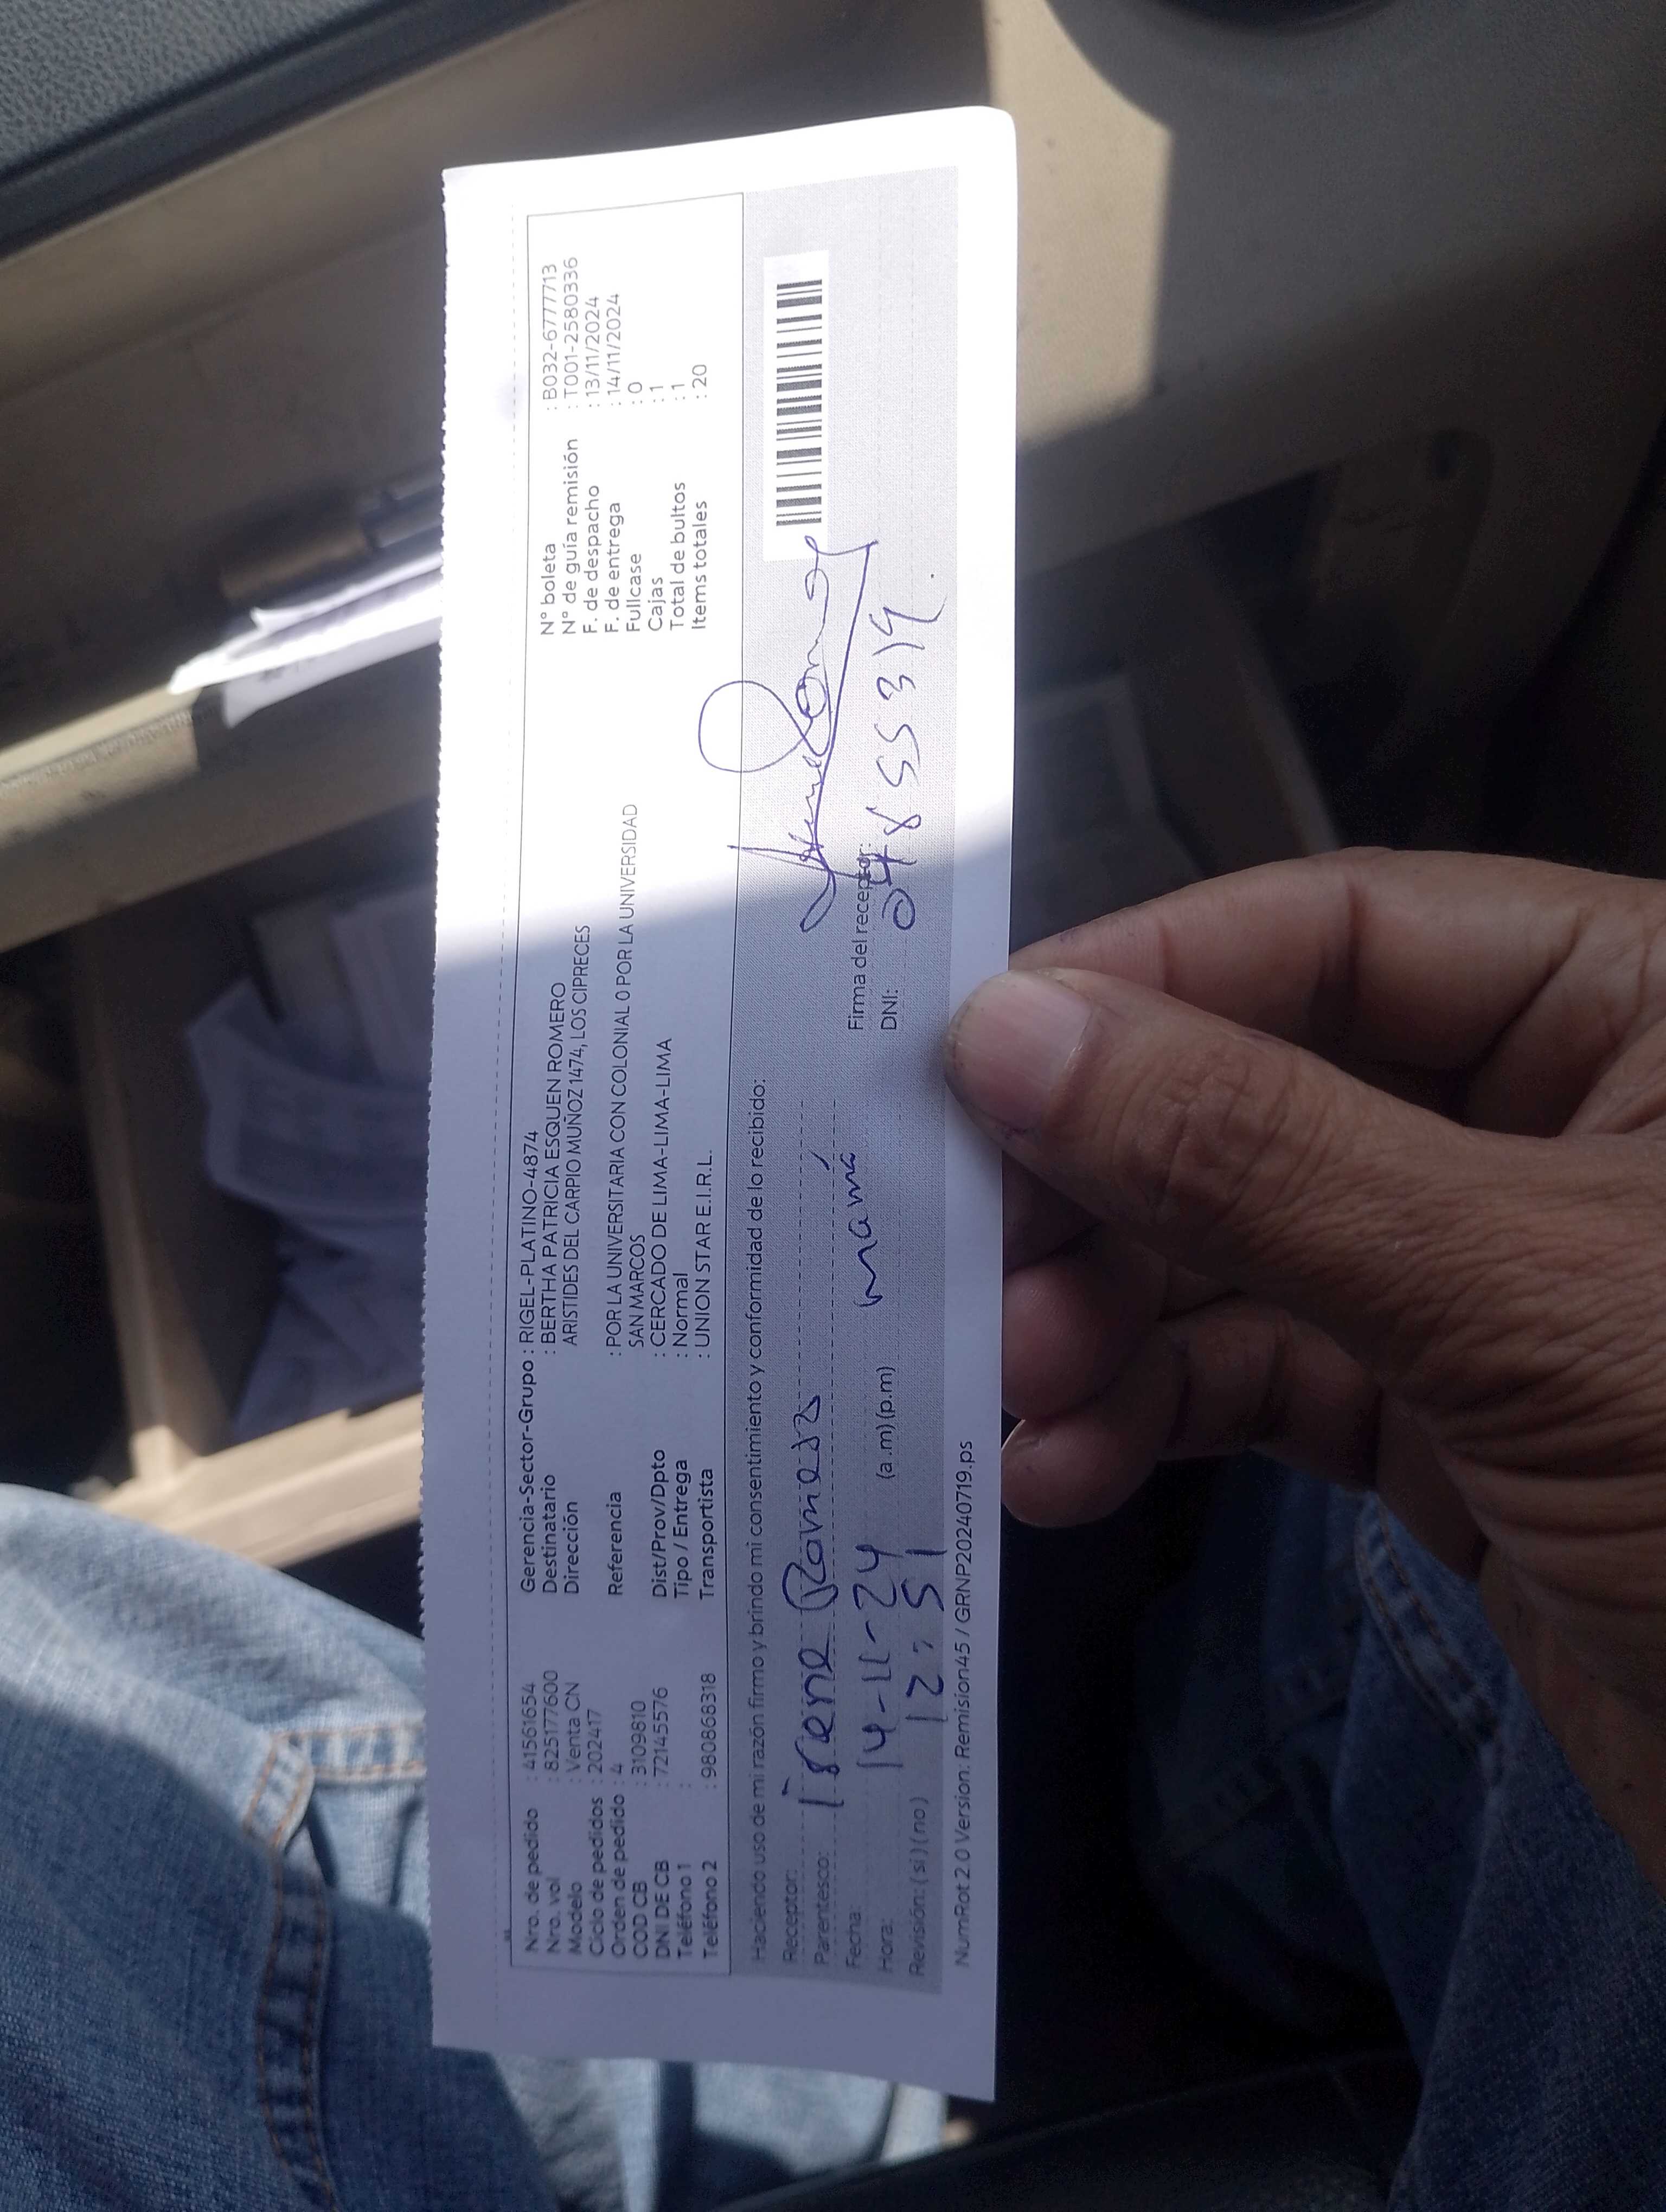 Nro. de pedido : 41561654
Nro. vol : 825177600
Modelo : Venta CN
Ciclo de pedidos : 202417
Orden de pedido : 4
COD CB : 3109810
DNI DE CB : 72145576
Teléfono 1 :
Teléfono 2 : 980868318
Gerencia-Sector-Grupo : RIGEL-PLATINO-4874
Destinatario : BERTHA PATRICIA ESQUEN ROMERO
Dirección ARISTIDES DEL CARPIO MUÑOZ 1474, LOS CIPRECES
Referencia : POR LA UNIVERSITARIA CON COLONIAL O POR LA UNIVERSIDAD
SAN MARCOS
Dist/Prov/Dpto : CERCADO DE LIMA-LIMA-LIMA
Tipo / Entrega : Normal
Transportista : UNION STAR E.I.R.L.
N° boleta : B032-6777713
N° de guía remisión : T001-2580336
F. de despacho : 13/11/2024
F. de entrega : 14/11/2024
Fullcase : 0
Cajas : 1
Total de bultos : 1
Items totales : 20
Haciendo uso de mi razón firmo y brindo mi consentimiento y conformidad de lo recibido:
Receptor: Irene
Parentesco: mamá
Fecha: 14-11-24
Hora: 12:51 (a.m) (p.m)
Revisión: ( si ) ( no )
Firma del receptor:
DNI:
NumRot 2.0 Version: Remision45 / GRNP20240719.ps